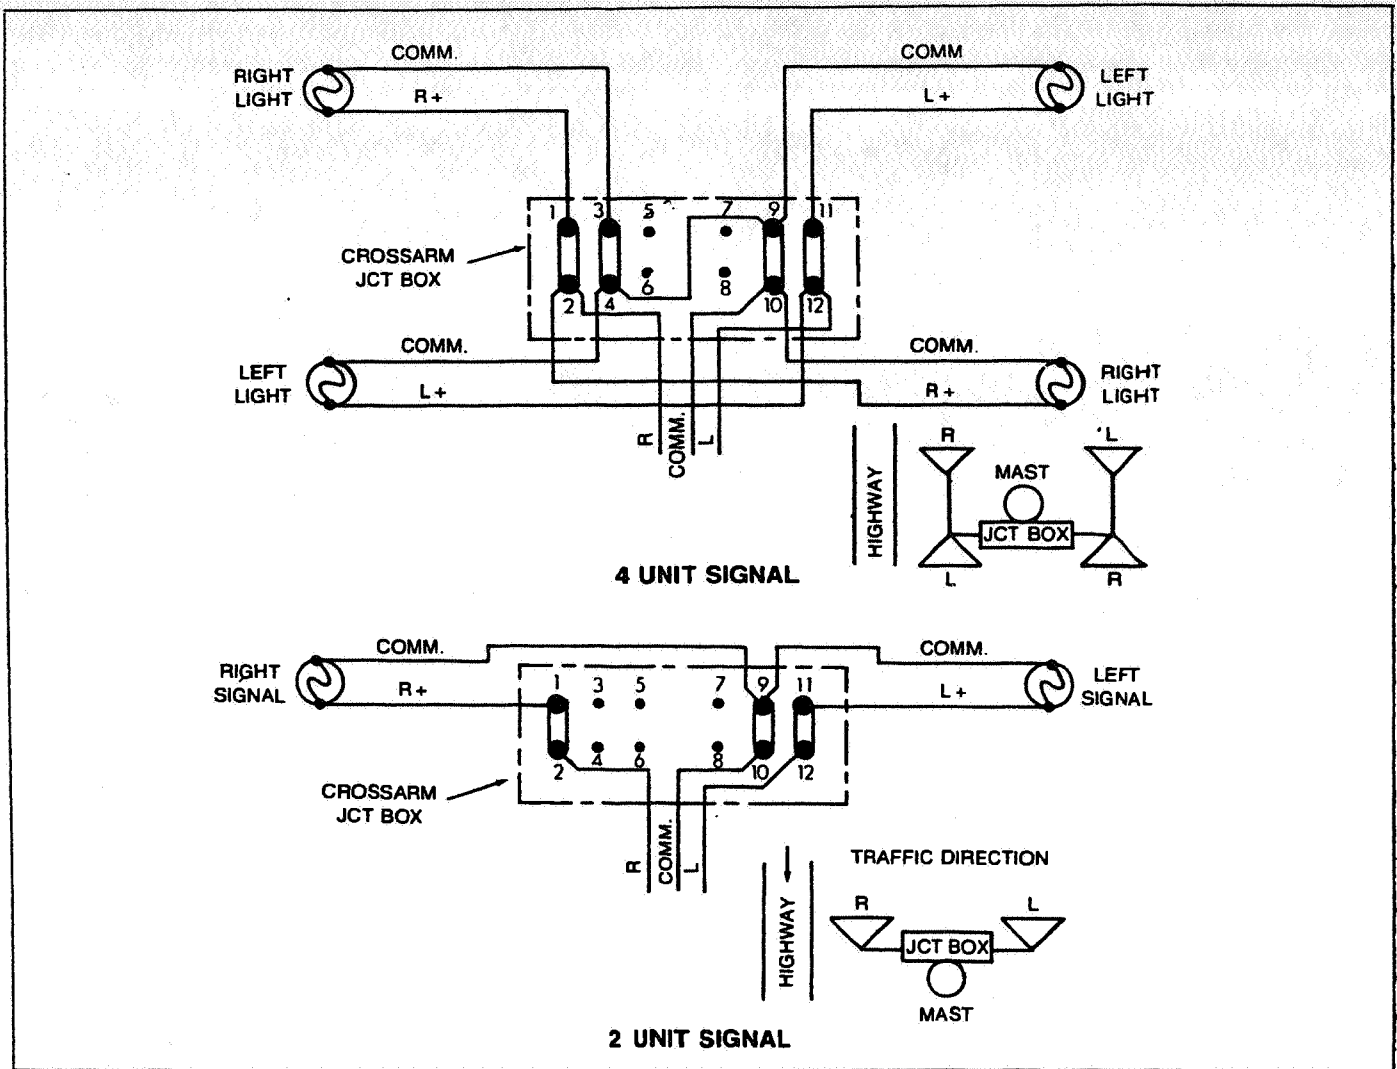 COMM.
COMM
RIGHT
LIGHT
R+
L+
LEFT
LIGHT
1 3 5 7 9 11
CROSSARM
JCT BOX
2 4 6 8 10 12
COMM.
COMM.
LEFT
LIGHT
L+
R+
RIGHT
LIGHT
R
COMM.
L
HIGHWAY
R
L
MAST
JCT BOX
L
R
4 UNIT SIGNAL
COMM.
COMM.
RIGHT
SIGNAL
R+
L+
LEFT
SIGNAL
1 3 5 7 9 11
2 4 6 8 10 12
CROSSARM
JCT BOX
R
COMM.
L
TRAFFIC DIRECTION
HIGHWAY
R
L
JCT BOX
MAST
2 UNIT SIGNAL